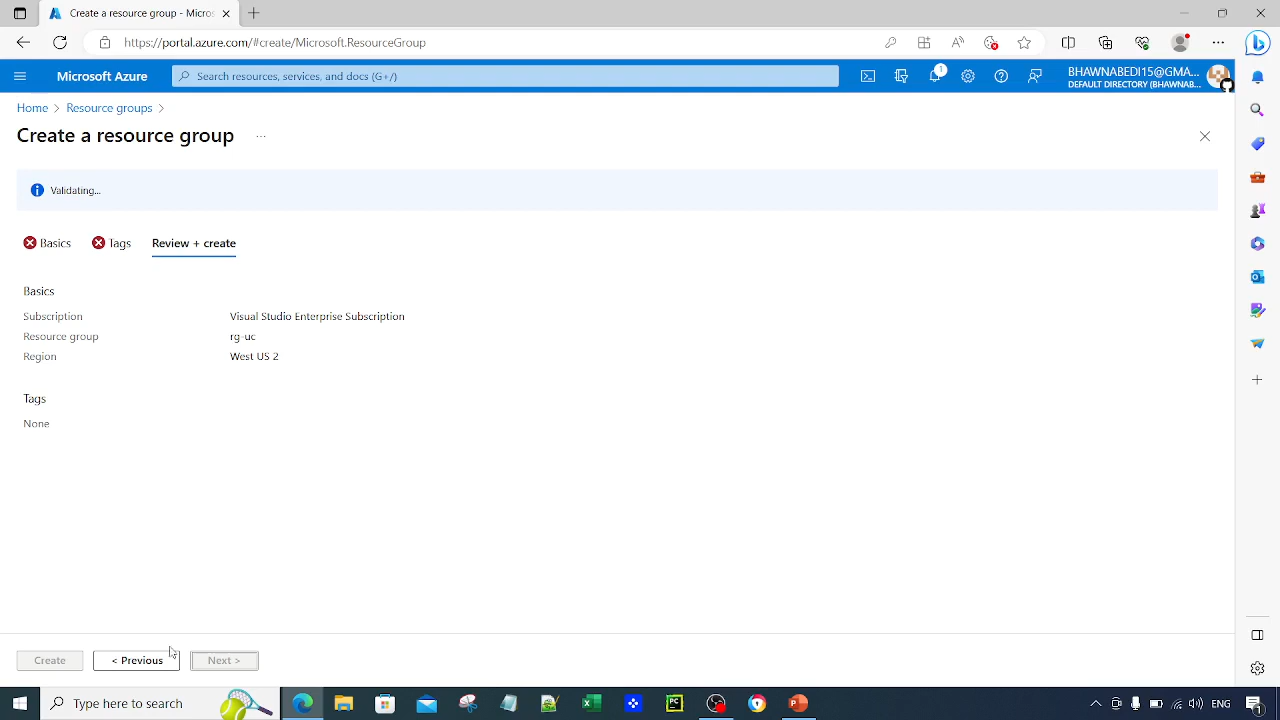 Create a resource group - Micros
https://portal.azure.com/#create/Microsoft.ResourceGroup
Microsoft Azure
Search resources, services, and docs (G+/)
1
BHAWNABEDI15@GMA...
DEFAULT DIRECTORY (BHAWNAB...
Home > Resource groups >
Create a resource group ...
Validating...
Basics Tags Review + create
Basics
Subscription Visual Studio Enterprise Subscription
Resource group rg-uc
Region West US 2
Tags
None
Create < Previous Next >
Type here to search
ENG